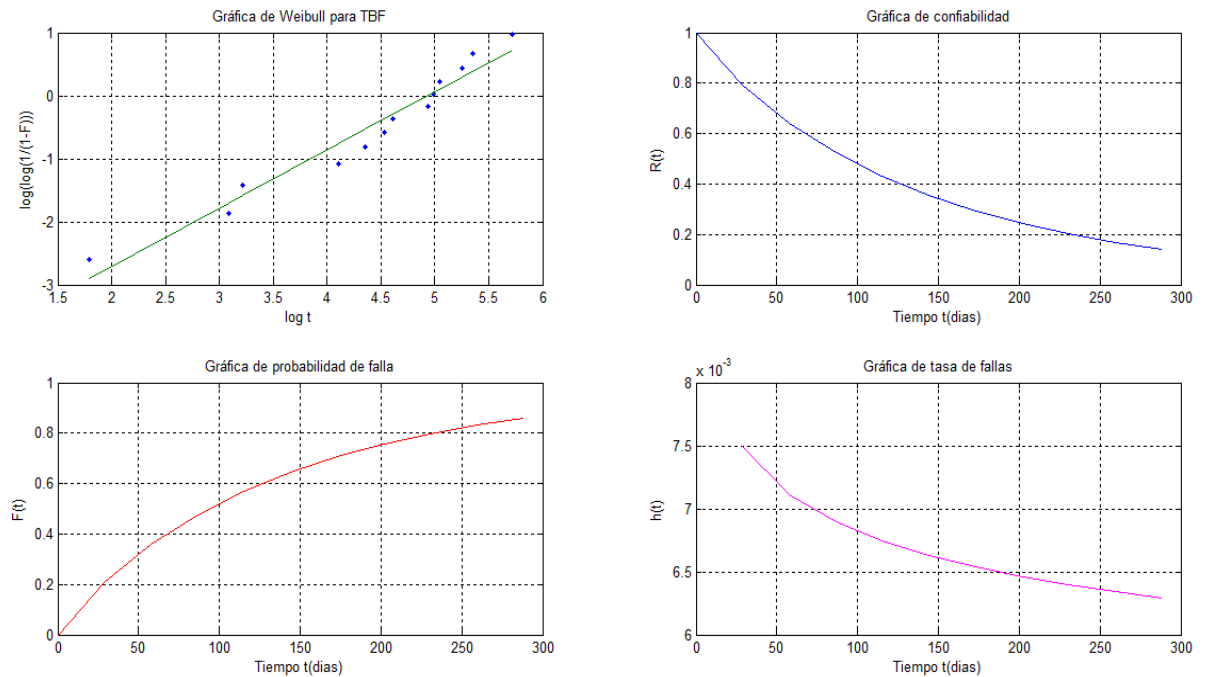 Gráfica de Weibull para TBF
1
0
-1
-2
-3
log(log(1/(1-F)))
1.5 2 2.5 3 3.5 4 4.5 5 5.5 6
log t
Gráfica de confiabilidad
1
0.8
0.6
0.4
0.2
0
R(t)
0 50 100 150 200 250 300
Tiempo t(dias)
Gráfica de probabilidad de falla
1
0.8
0.6
0.4
0.2
0
F(t)
0 50 100 150 200 250 300
Tiempo t(dias)
Gráfica de tasa de fallas
x 10⁻³
8
7.5
7
6.5
6
h(t)
0 50 100 150 200 250 300
Tiempo t(dias)